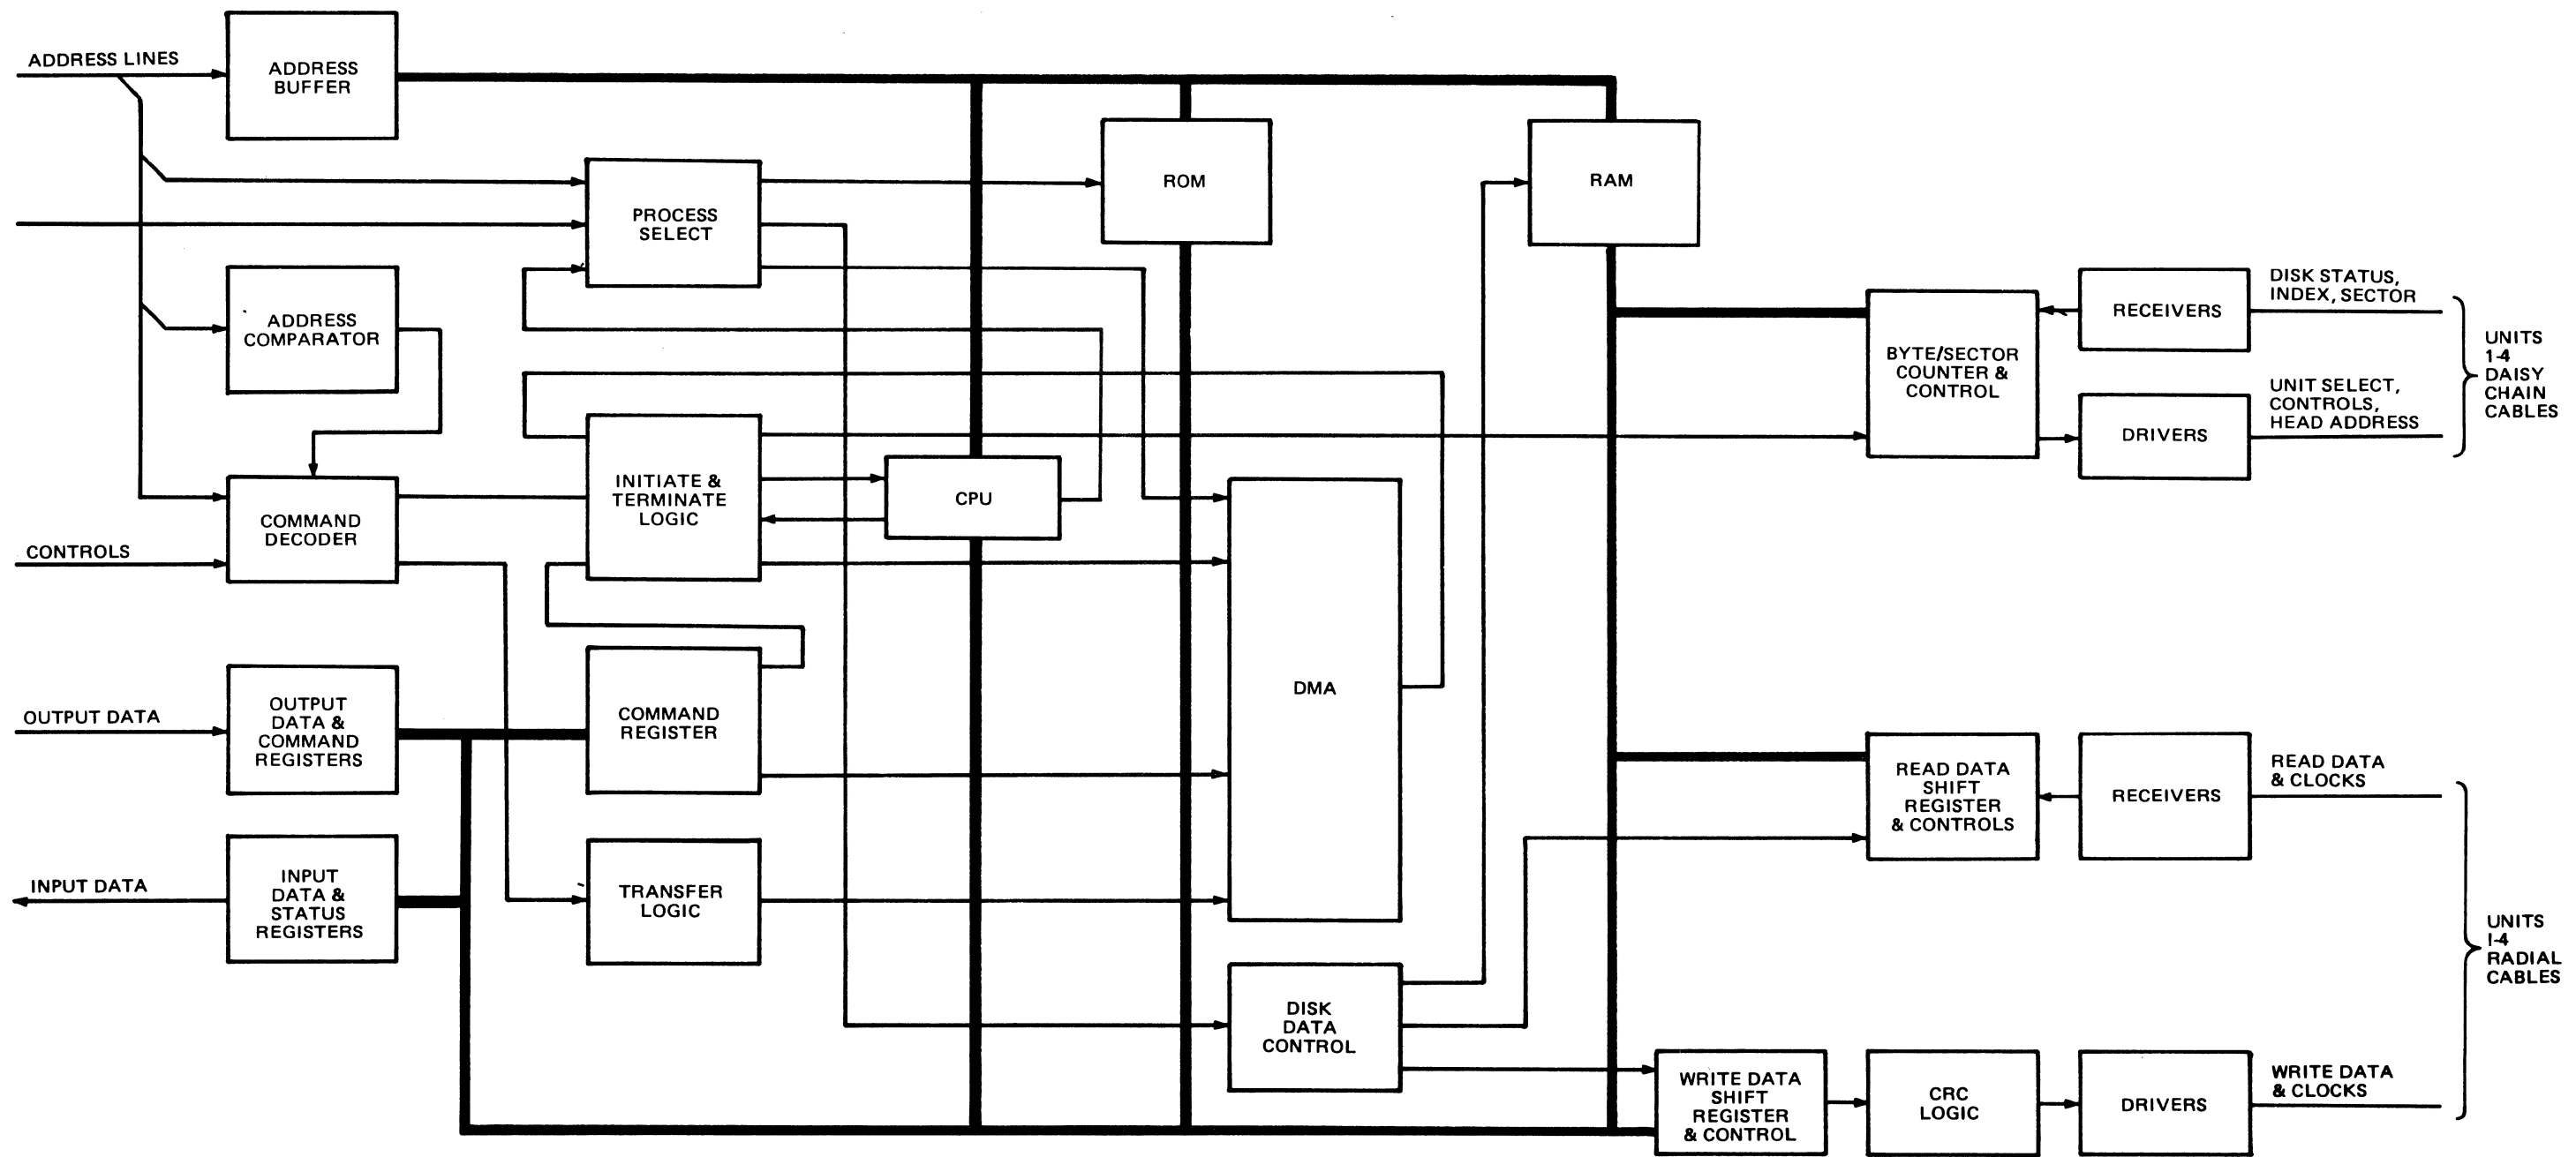 ADDRESS LINES
ADDRESS
BUFFER
PROCESS
SELECT
ROM
RAM
ADDRESS
COMPARATOR
BYTE/SECTOR
COUNTER &
CONTROL
RECEIVERS
DISK STATUS,
INDEX, SECTOR
DRIVERS
UNIT SELECT,
CONTROLS,
HEAD ADDRESS
UNITS
1-4
DAISY
CHAIN
CABLES
CONTROLS
COMMAND
DECODER
INITIATE &
TERMINATE
LOGIC
CPU
DMA
OUTPUT DATA
OUTPUT
DATA &
COMMAND
REGISTERS
COMMAND
REGISTER
READ DATA
SHIFT
REGISTER
& CONTROLS
RECEIVERS
READ DATA
& CLOCKS
INPUT DATA
INPUT
DATA &
STATUS
REGISTERS
TRANSFER
LOGIC
UNITS
I-4
RADIAL
CABLES
DISK
DATA
CONTROL
WRITE DATA
SHIFT
REGISTER
& CONTROL
CRC
LOGIC
DRIVERS
WRITE DATA
& CLOCKS